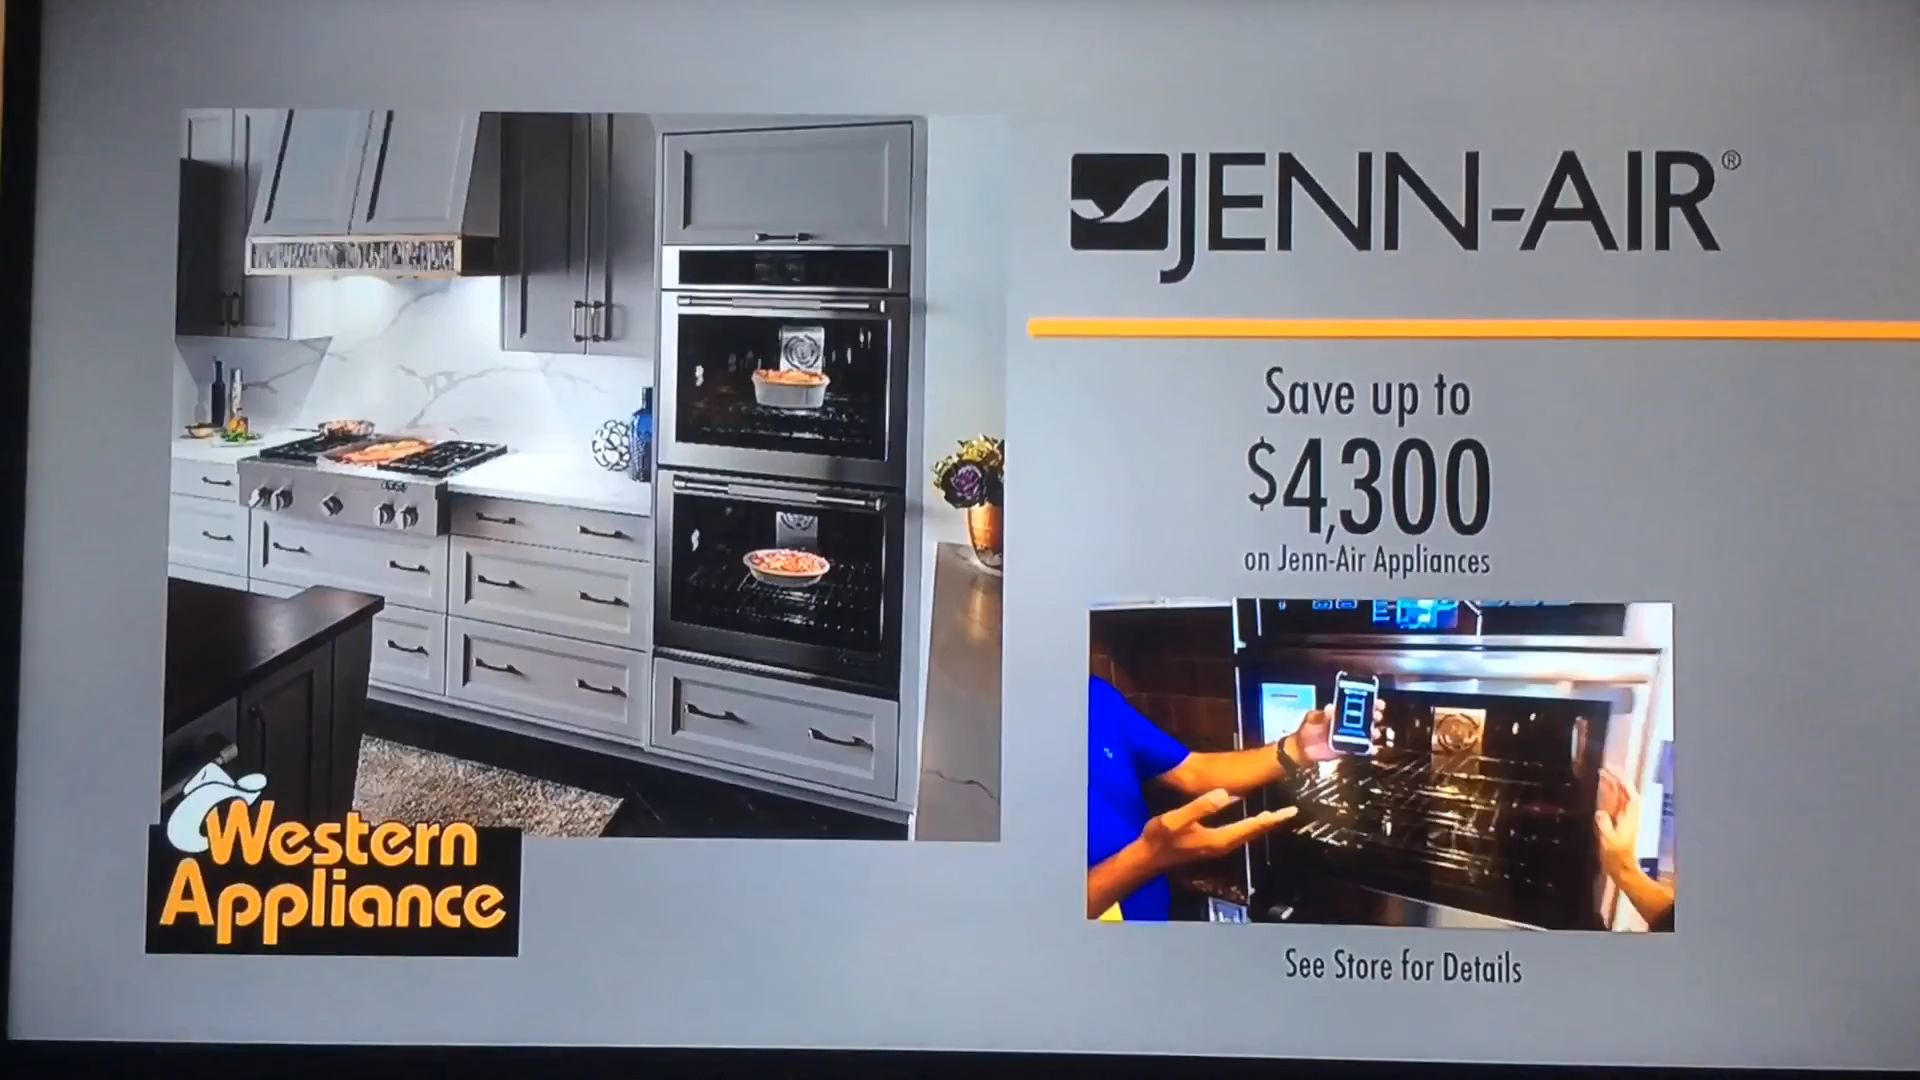 JENN-AIR®
Save up to
$4,300
on Jenn-Air Appliances
Western
Appliance
See Store for Details